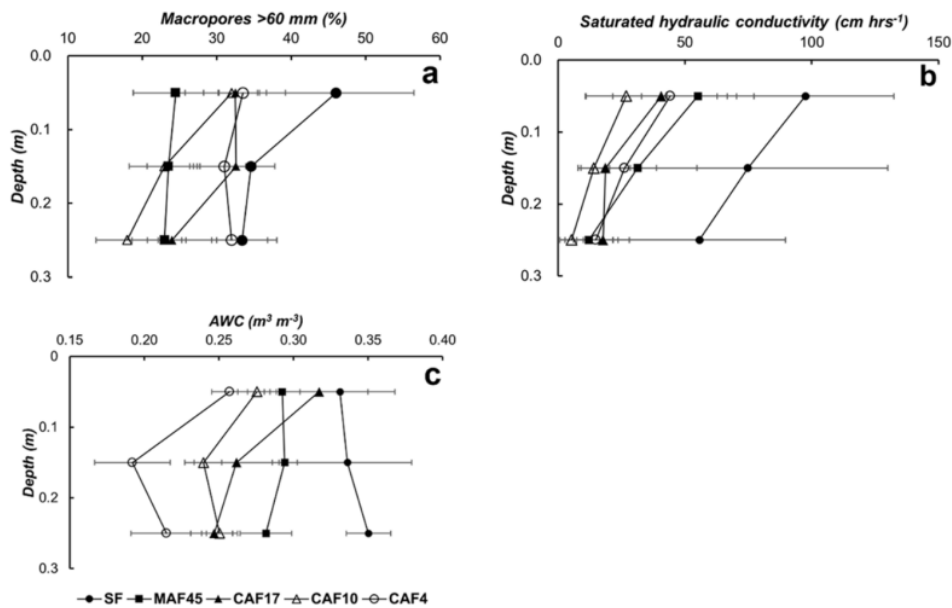 Macropores >60 mm (%)
10 20 30 40 50 60
0.0
0.1
0.2
0.3
Depth (m)
a
Saturated hydraulic conductivity (cm hrs⁻¹)
0 50 100 150
0.0
0.1
0.2
0.3
Depth (m)
b
AWC (m³ m⁻³)
0.15 0.20 0.25 0.30 0.35 0.40
0
0.1
0.2
0.3
Depth (m)
c
SF MAF45 CAF17 CAF10 CAF4